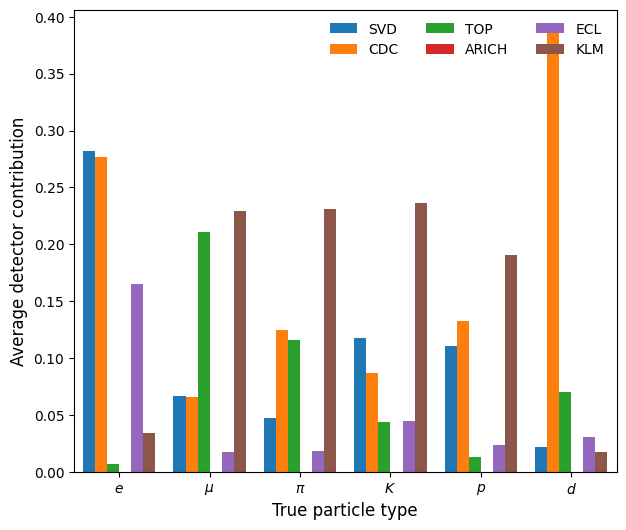 SVD
CDC
TOP
ARICH
ECL
KLM
0.40
0.35
0.30
0.25
0.20
0.15
0.10
0.05
0.00
Average detector contribution
e
μ
π
K
p
d
True particle type